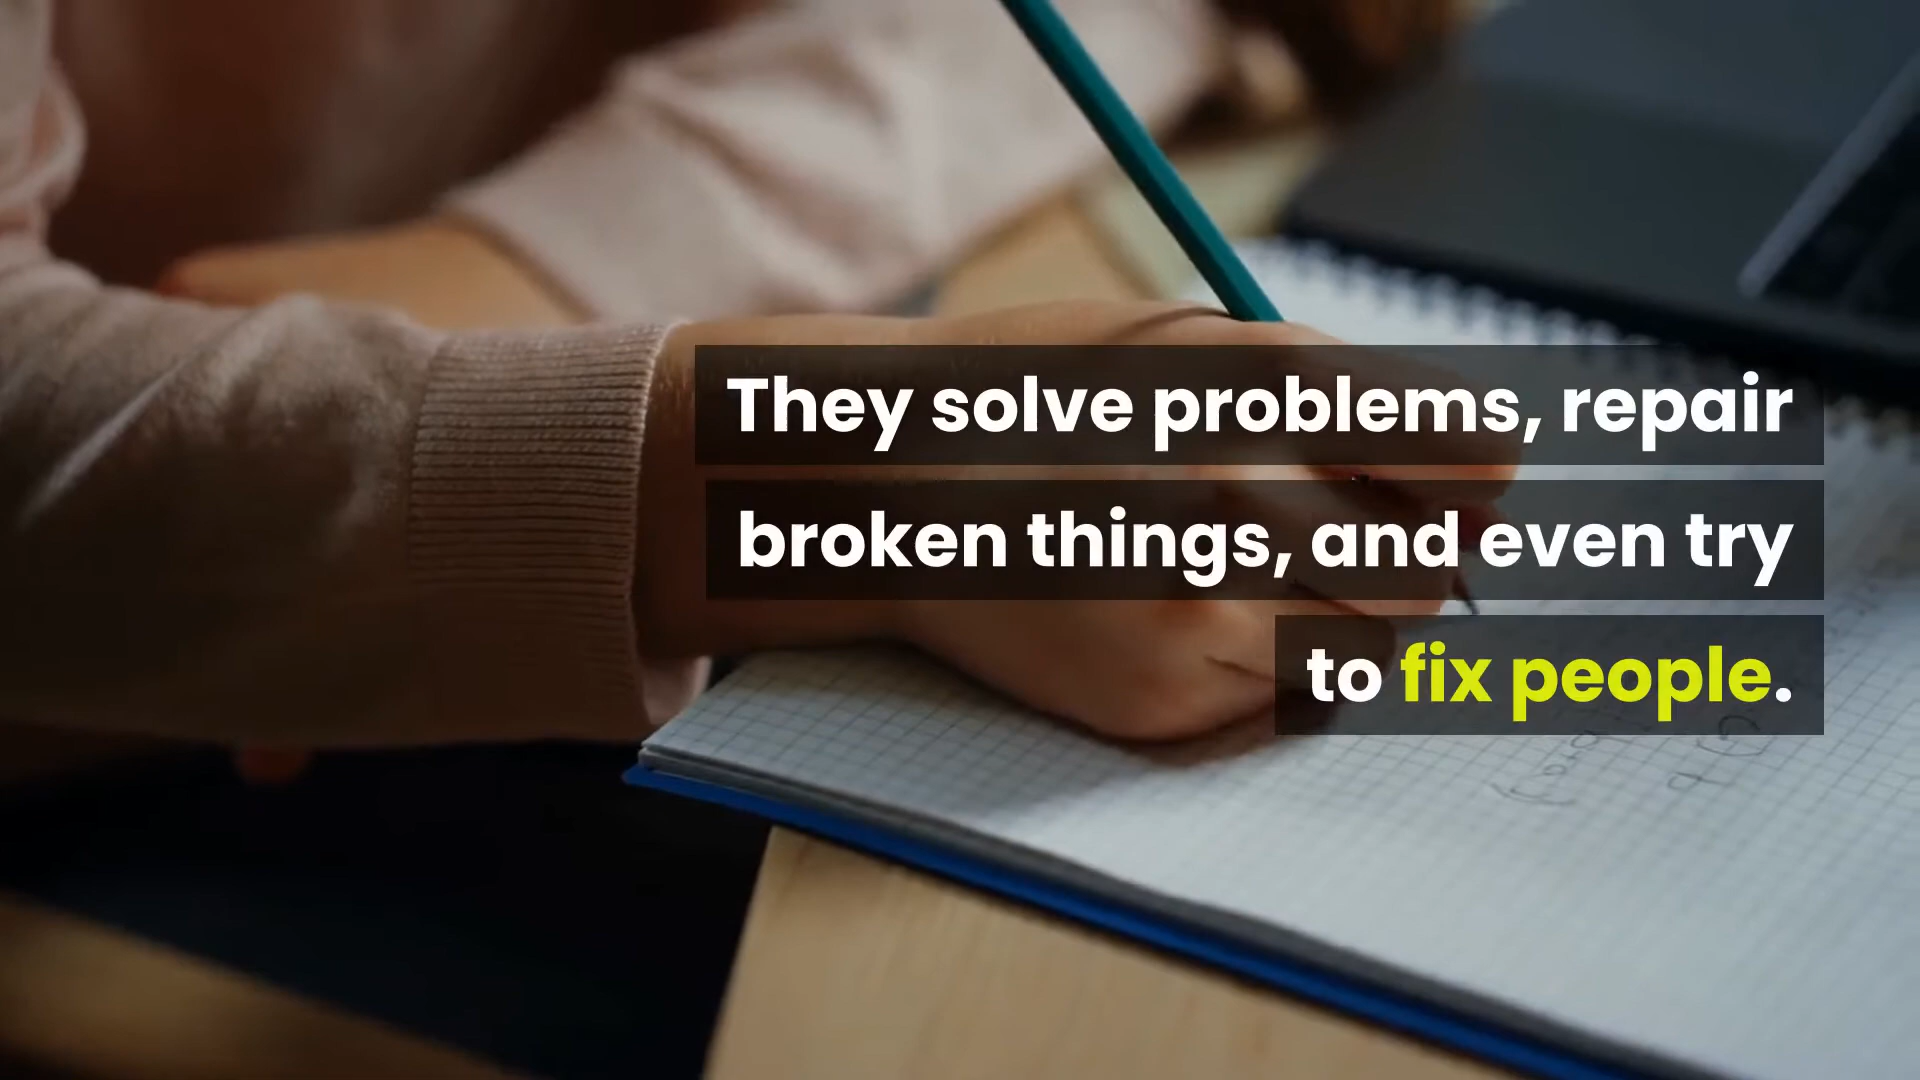 They solve problems, repair
broken things, and even try
to fix people.